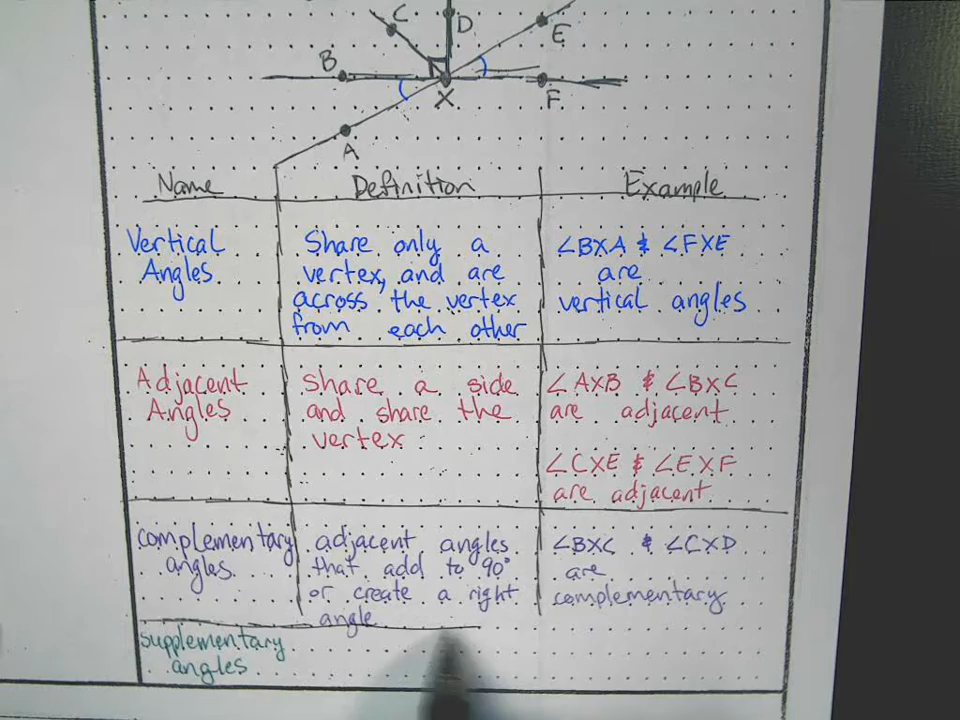 C
D
E
B
X
F
A
Name Definition Example
Vertical Angles
Share only a
vertex, and are
across the vertex
from each other
∠BXA & ∠FXE
are
vertical angles
Adjacent
Angles
Share a side
and share the
vertex
∠AXB & ∠BXC
are adjacent
∠CXE & ∠EXF
are adjacent
complementary
angles
adjacent angles
that add to 90°
or create a right
angle
∠BXC & ∠CXD
are
complementary
supplementary
angles